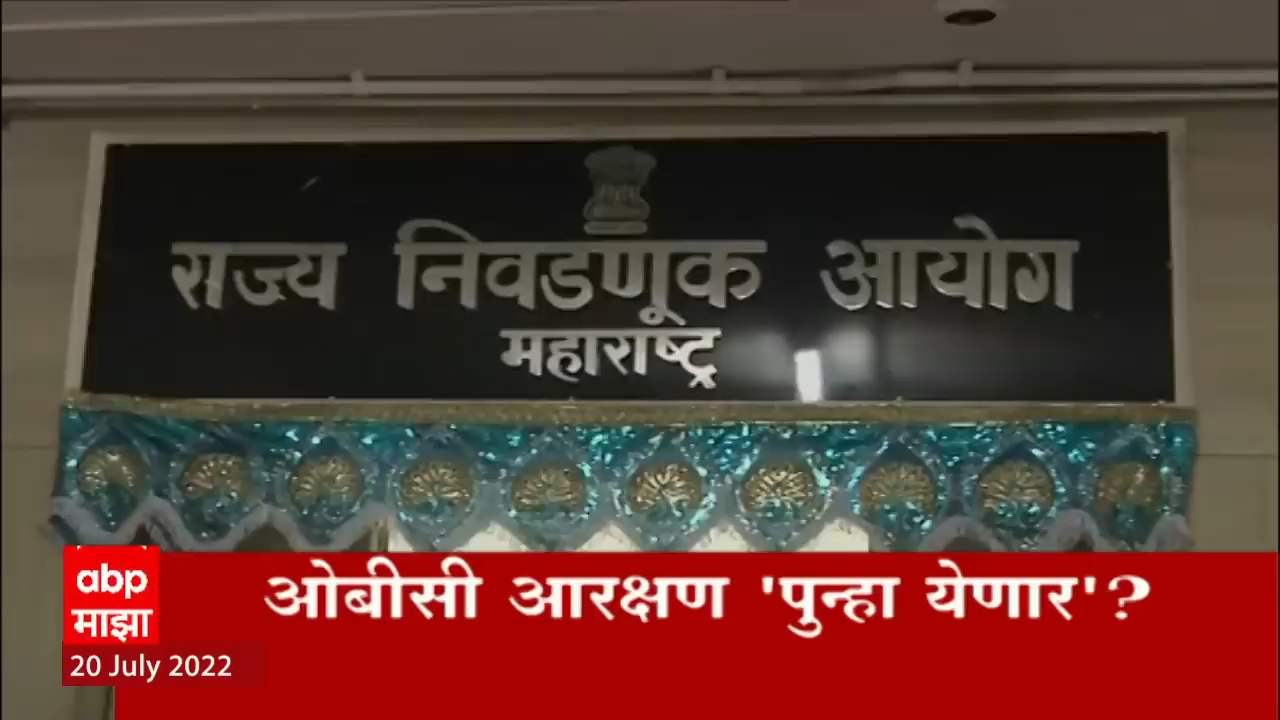 राज्य निवडणूक आयोग
महाराष्ट्र
ओबीसी आरक्षण 'पुन्हा येणार'?
abp
माझा
20 July 2022